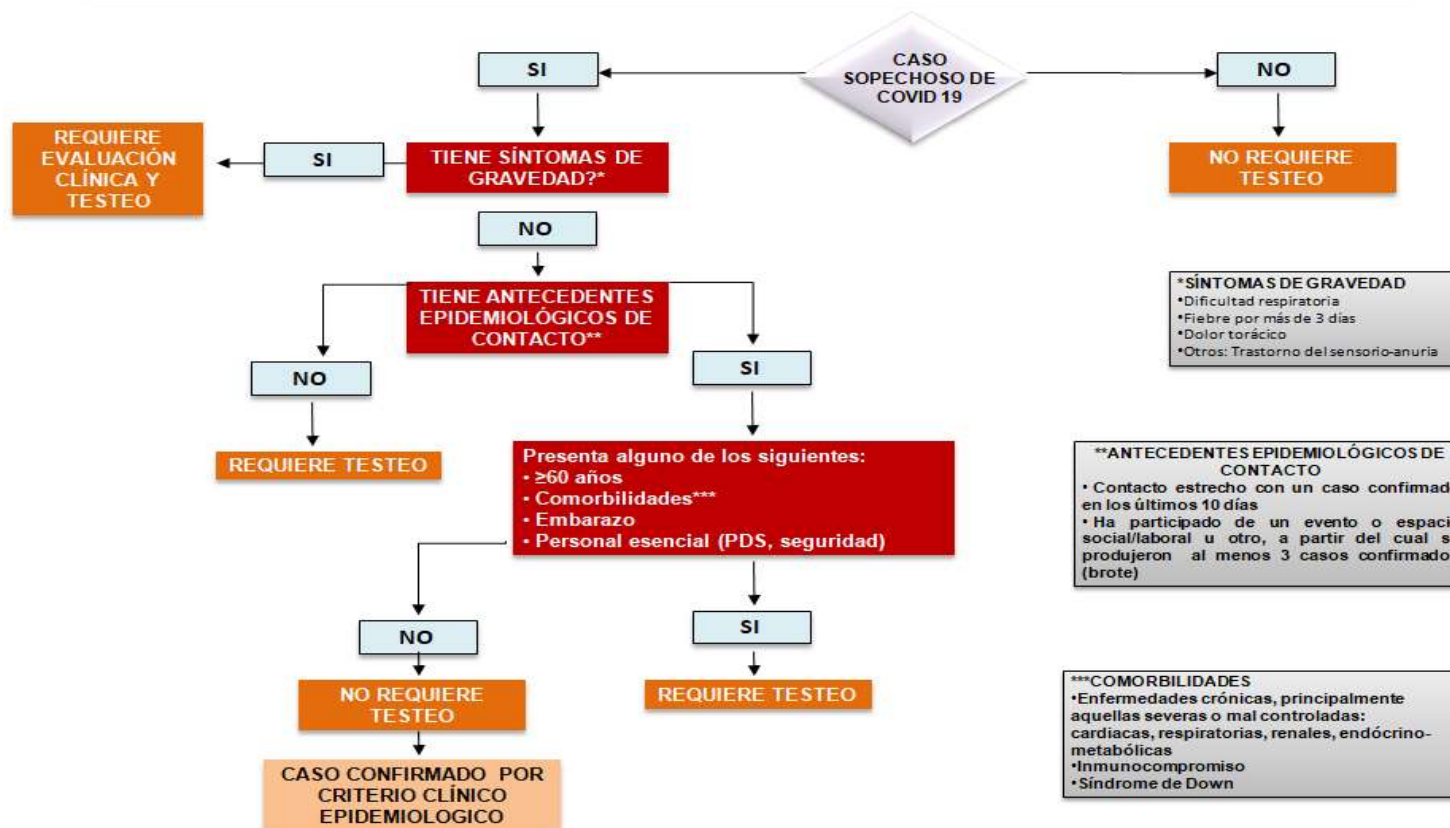 CASO
SOPECHOSO DE
COVID 19
SI
NO
REQUIERE
EVALUACIÓN
CLÍNICA Y
TESTEO
SI
TIENE SÍNTOMAS DE
GRAVEDAD?*
NO REQUIERE
TESTEO
NO
TIENE ANTECEDENTES
EPIDEMIOLÓGICOS DE
CONTACTO**
*SÍNTOMAS DE GRAVEDAD
•Dificultad respiratoria
•Fiebre por más de 3 días
•Dolor torácico
•Otros: Trastorno del sensorio-anuria
NO
SI
REQUIERE TESTEO
Presenta alguno de los siguientes:
• ≥60 años
• Comorbilidades***
• Embarazo
• Personal esencial (PDS, seguridad)
**ANTECEDENTES EPIDEMIOLÓGICOS DE
CONTACTO
• Contacto estrecho con un caso confirmad
en los últimos 10 días
• Ha participado de un evento o espaci
social/laboral u otro, a partir del cual s
produjeron al menos 3 casos confirmado
(brote)
NO
SI
NO REQUIERE
TESTEO
REQUIERE TESTEO
CASO CONFIRMADO POR
CRITERIO CLÍNICO
EPIDEMIOLOGICO
***COMORBILIDADES
•Enfermedades crónicas, principalmente
aquellas severas o mal controladas:
cardiacas, respiratorias, renales, endócrino-
metabólicas
•Inmunocompromiso
•Síndrome de Down